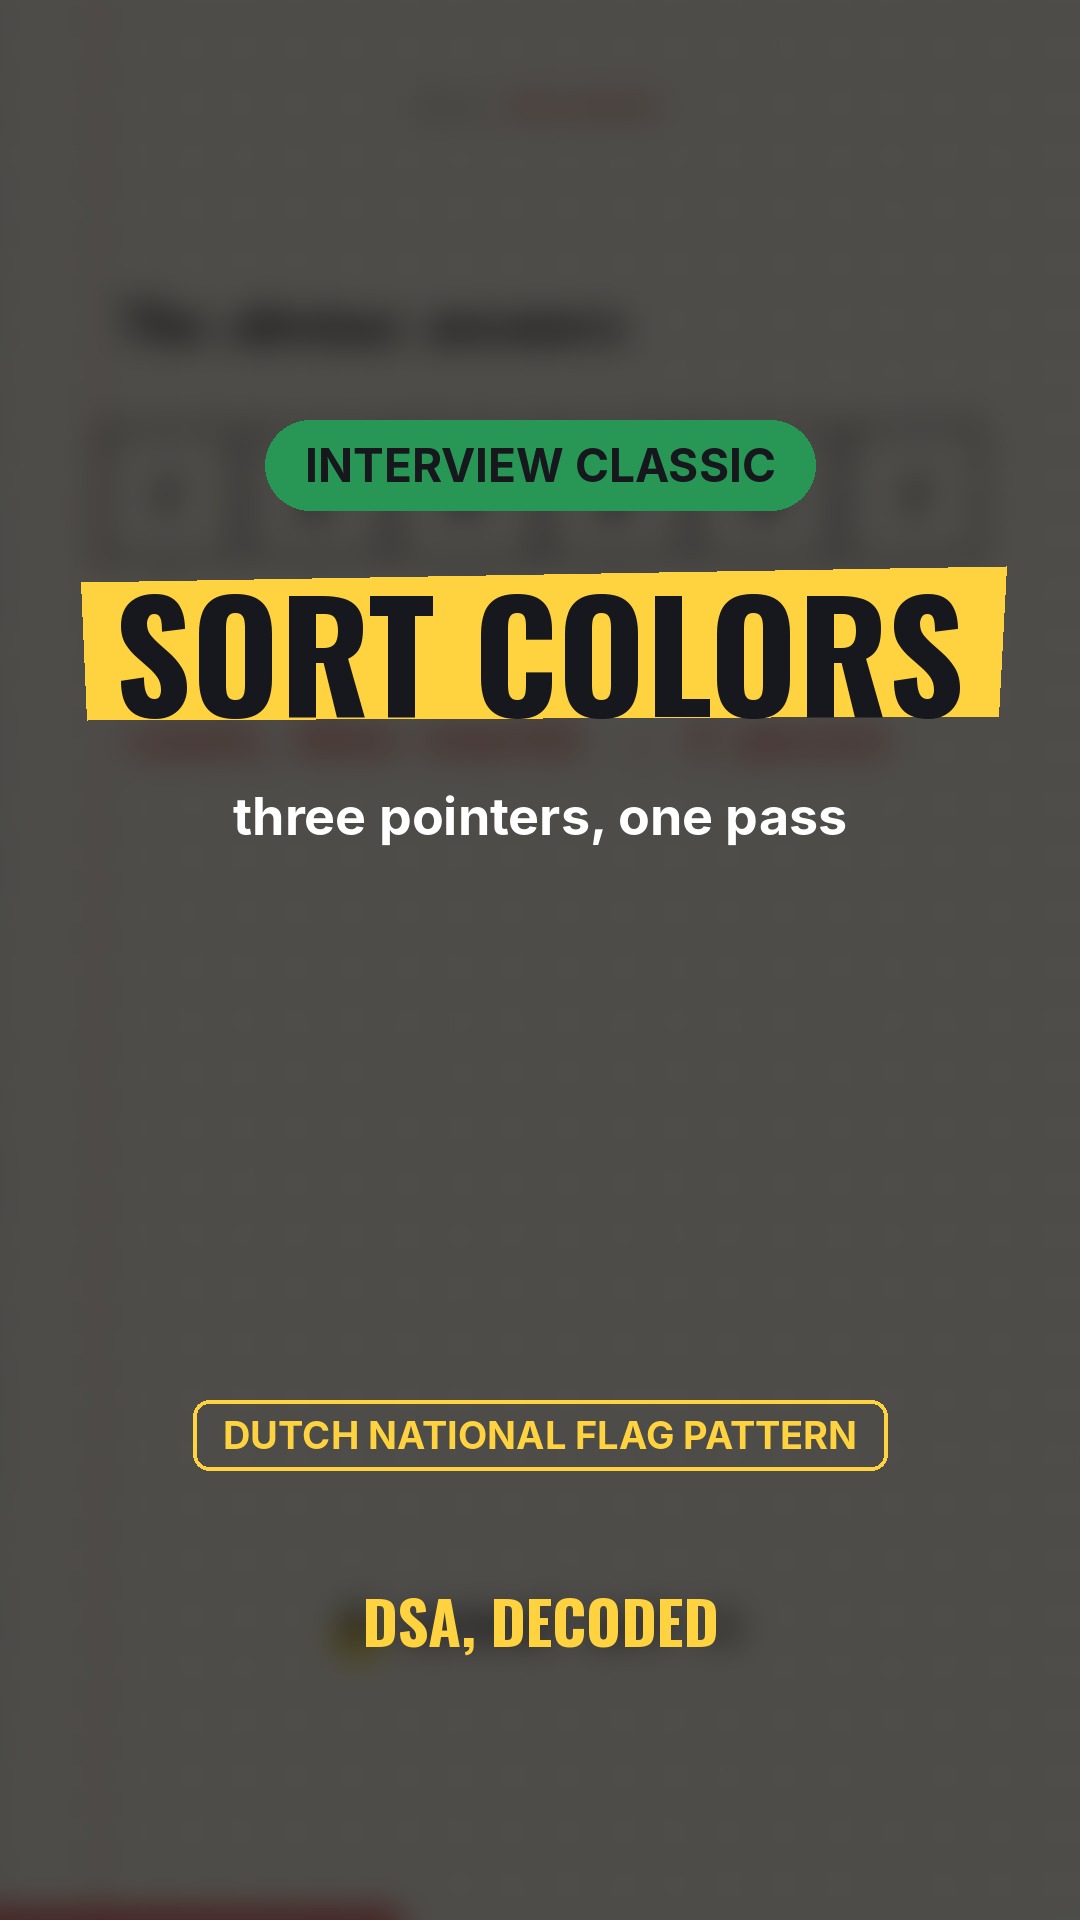 INTERVIEW CLASSIC
SORT COLORS
three pointers, one pass
DUTCH NATIONAL FLAG PATTERN
DSA, DECODED